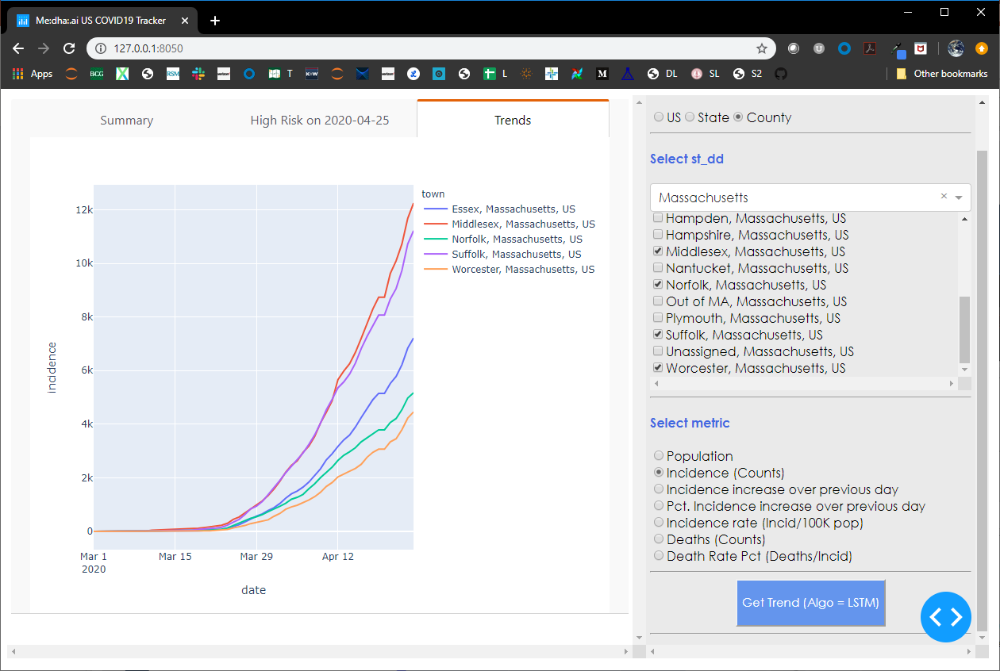 Me:dha:.ai US COVID19 Tracker
127.0.0.1:8050
Apps BCG RSM verizon T KFW verizon L M DL SL S2 Other bookmarks
Summary
High Risk on 2020-04-25
Trends
12k
10k
8k
6k
4k
2k
0
incidence
Mar 1
2020
Mar 15
Mar 29
Apr 12
date
town
Essex, Massachusetts, US
Middlesex, Massachusetts, US
Norfolk, Massachusetts, US
Suffolk, Massachusetts, US
Worcester, Massachusetts, US
US State County
Select st_dd
Massachusetts
Hampden, Massachusetts, US
Hampshire, Massachusetts, US
Middlesex, Massachusetts, US
Nantucket, Massachusetts, US
Norfolk, Massachusetts, US
Out of MA, Massachusetts, US
Plymouth, Massachusetts, US
Suffolk, Massachusetts, US
Unassigned, Massachusetts, US
Worcester, Massachusetts, US
Select metric
Population
Incidence (Counts)
Incidence increase over previous day
Pct. Incidence increase over previous day
Incidence rate (Incid/100K pop)
Deaths (Counts)
Death Rate Pct (Deaths/Incid)
Get Trend (Algo = LSTM)